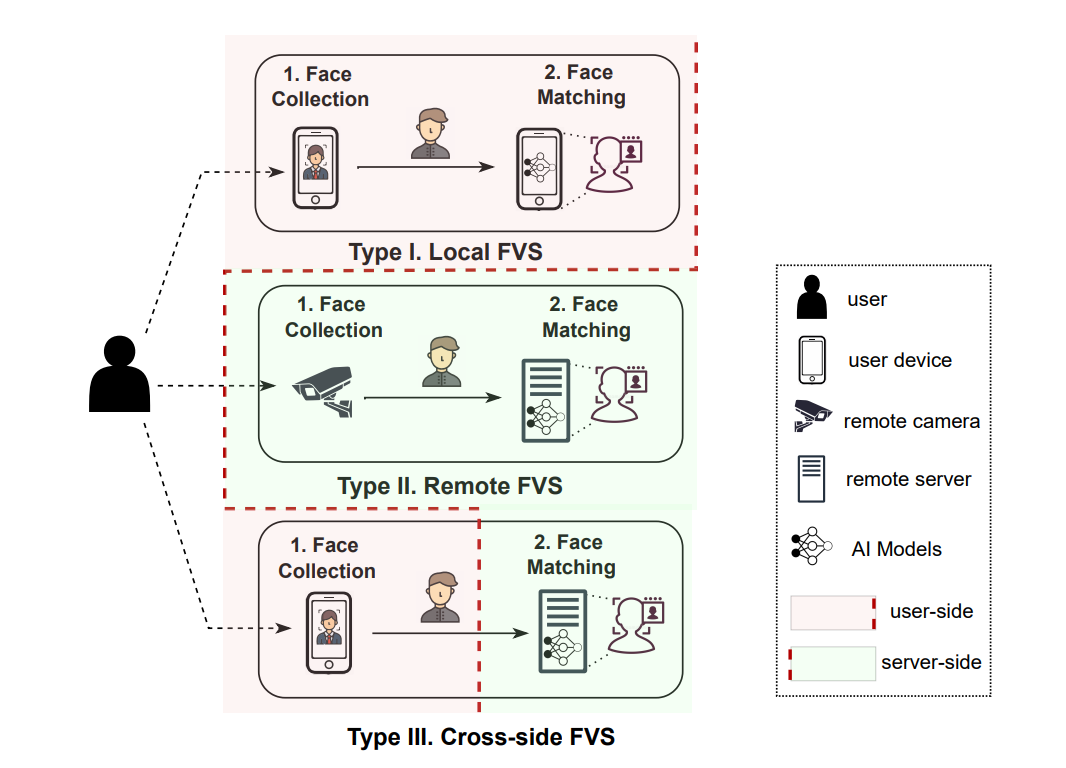 1. Face
Collection
2. Face
Matching
Type I. Local FVS
1. Face
Collection
2. Face
Matching
Type II. Remote FVS
1. Face
Collection
2. Face
Matching
Type III. Cross-side FVS
user
user device
remote camera
remote server
AI Models
user-side
server-side